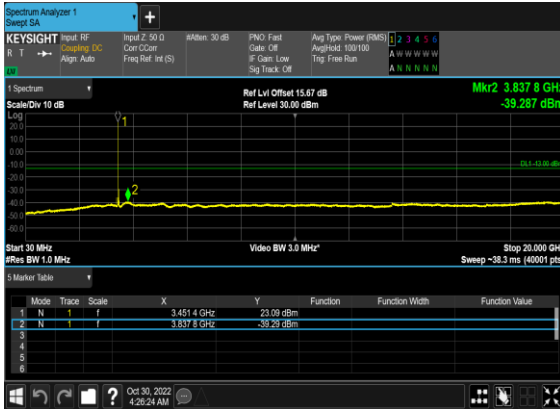 Spectrum Analyzer 1
Swept SA
+
KEYSIGHT Input: RF Input Z: 50 Ω #Atten: 30 dB PNO: Fast Avg Type: Power (RMS) 1 2 3 4 5 6
R T Coupling: DC Corr CCorr Gate: Off Avg|Hold: 100/100 A W W W W W
Align: Auto Freq Ref: Int (S) IF Gain: Low Trig: Free Run
Sig Track: Off A N N N N N
1 Spectrum Ref Lvl Offset 15.67 dB Mkr2 3.837 8 GHz
Scale/Div 10 dB Ref Level 30.00 dBm -39.287 dBm
Log
1
20.0
10.0
0.00
-10.0
DL1 -13.00 dBm
-20.0
-30.0
2
-40.0
-50.0
-60.0
Start 30 MHz Video BW 3.0 MHz* Stop 20.000 GHz
#Res BW 1.0 MHz Sweep ~38.3 ms (40001 pts)
5 Marker Table
Mode Trace Scale X Y Function Function Width Function Value
1 N 1 f 3.451 4 GHz 23.09 dBm
2 N 1 f 3.837 8 GHz -39.29 dBm
3
4
5
6
? Oct 30, 2022
4:26:24 AM